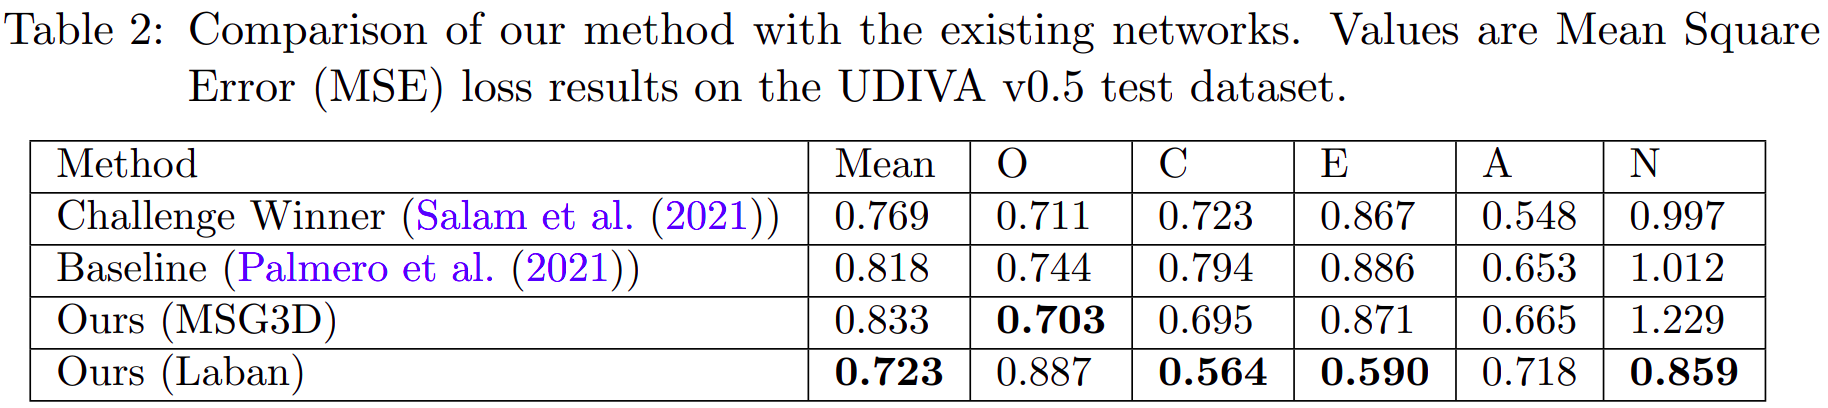 Table 2: Comparison of our method with the existing networks. Values are Mean Square
Error (MSE) loss results on the UDIVA v0.5 test dataset.
Method Mean O C E A N
Challenge Winner (Salam et al. (2021)) 0.769 0.711 0.723 0.867 0.548 0.997
Baseline (Palmero et al. (2021)) 0.818 0.744 0.794 0.886 0.653 1.012
Ours (MSG3D) 0.833 0.703 0.695 0.871 0.665 1.229
Ours (Laban) 0.723 0.887 0.564 0.590 0.718 0.859